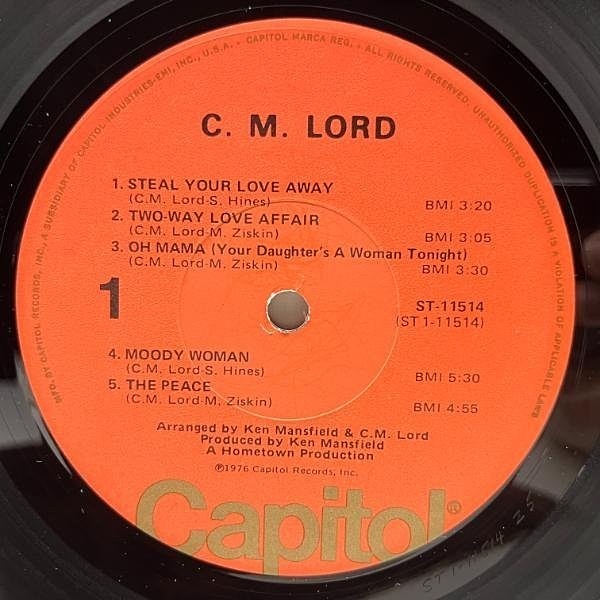 MFG. BY CAPITOL RECORDS, INC., A SUBSIDIARY OF CAPITOL INDUSTRIES-EMI, INC., U.S.A. • CAPITOL MARCA REG. • ALL RIGHTS RESERVED. UNAUTHORIZED DUPLICATION IS A VIOLATION OF APPLICABLE LAWS
C. M. LORD
1. STEAL YOUR LOVE AWAY
(C.M. Lord-S. Hines) BMI 3:20
2. TWO-WAY LOVE AFFAIR
(C.M. Lord-M. Ziskin) BMI 3:05
3. OH MAMA (Your Daughter's A Woman Tonight)
(C.M. Lord-M. Ziskin) BMI 3:30
1
ST-11514
(ST 1-11514)
4. MOODY WOMAN
(C.M. Lord-S. Hines) BMI 5:30
5. THE PEACE
(C.M. Lord-M. Ziskin) BMI 4:55
Arranged by Ken Mansfield & C.M. Lord
Produced by Ken Mansfield
A Hometown Production
℗1976 Capitol Records, Inc.
Capitol®